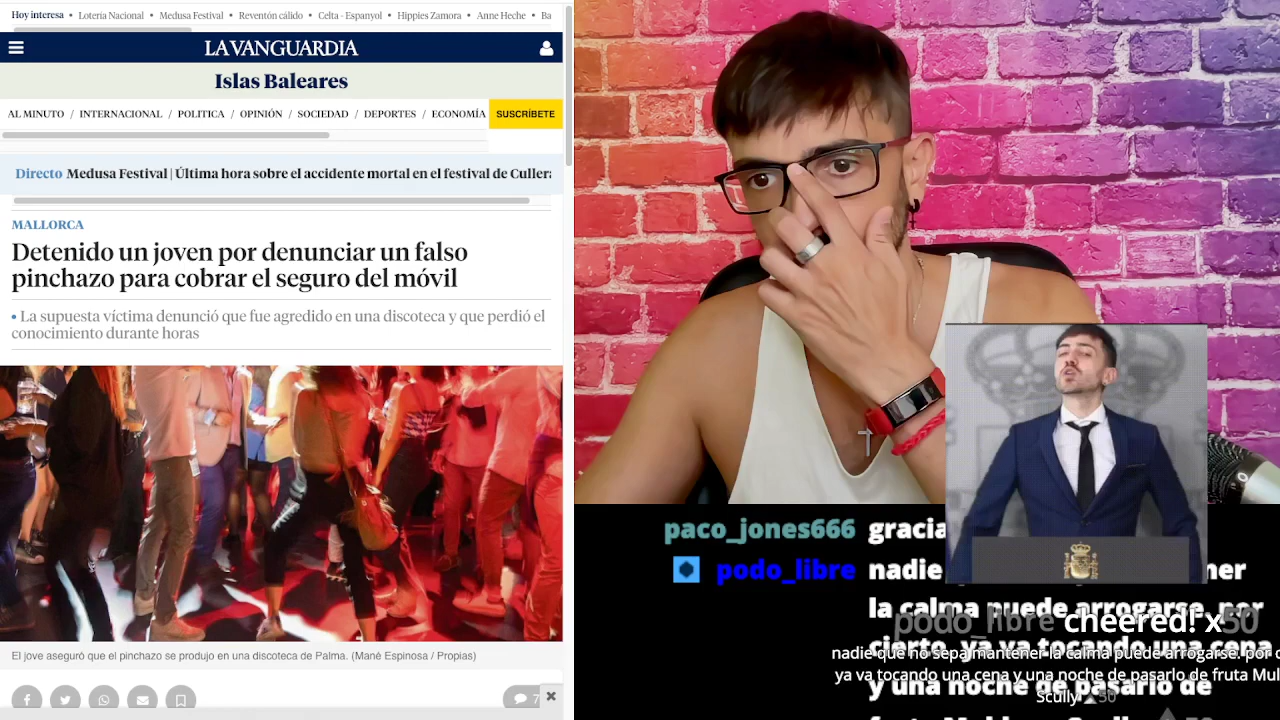 Hoy interesa • Lotería Nacional • Medusa Festival • Reventón cálido • Celta - Espanyol • Hippies Zamora • Anne Heche • Ba
LAVANGUARDIA
Islas Baleares
AL MINUTO / INTERNACIONAL / POLITICA / OPINIÓN / SOCIEDAD / DEPORTES / ECONOMÍA SUSCRÍBETE
Directo Medusa Festival | Última hora sobre el accidente mortal en el festival de Culler
MALLORCA
Detenido un joven por denunciar un falso
pinchazo para cobrar el seguro del móvil
• La supuesta víctima denunció que fue agredido en una discoteca y que perdió el
conocimiento durante horas
El jove aseguró que el pinchazo se produjo en una discoteca de Palma. (Mané Espinosa / Propias)
7
paco_jones666 gracia
podo_libre nadie ner
la calma puede arrogarse. por
cierto, ya va tocando una cena
y una noche de pasarlo de
podo_libre cheered! x50
nadie que no sepa mantener la calma puede arrogarse. por c
ya va tocando una cena y una noche de pasarlo de fruta Mul
scully 50